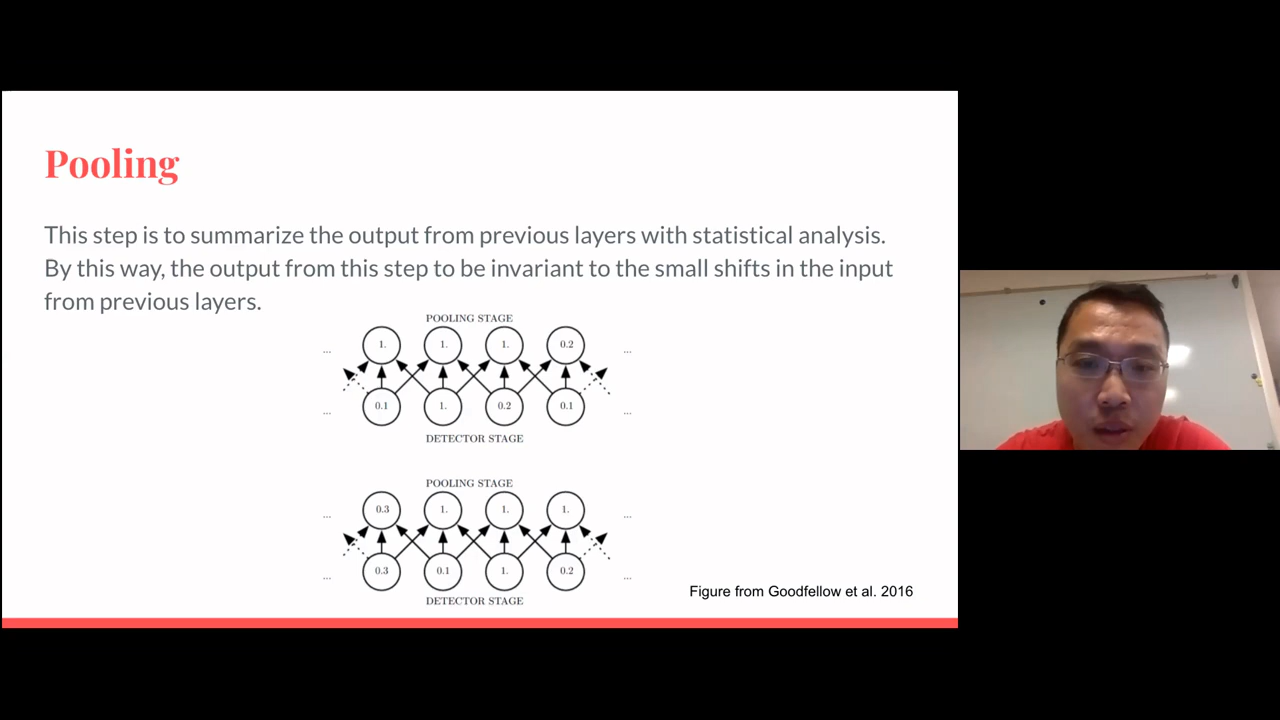 Pooling
This step is to summarize the output from previous layers with statistical analysis.
By this way, the output from this step to be invariant to the small shifts in the input
from previous layers.
POOLING STAGE
... 1. 1. 1. 0.2 ...
... 0.1 1. 0.2 0.1 ...
DETECTOR STAGE
POOLING STAGE
... 0.3 1. 1. 1. ...
... 0.3 0.1 1. 0.2 ...
DETECTOR STAGE
Figure from Goodfellow et al. 2016